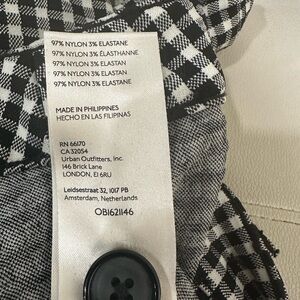 97% NYLON 3% ELASTANE
97% NYLON 3% ÉLASTHANNE
97% NYLON 3% ELASTAN
97% NYLON 3% ELASTAN
97% NYLON 3% ELASTANE
MADE IN PHILIPPINES
HECHO EN LAS FILIPINAS
RN 66170
CA 32054
Urban Outfitters, Inc.
146 Brick Lane
LONDON, E1 6RU
Leidsestraat 32, 1017 PB
Amsterdam, Netherlands
OB1621146